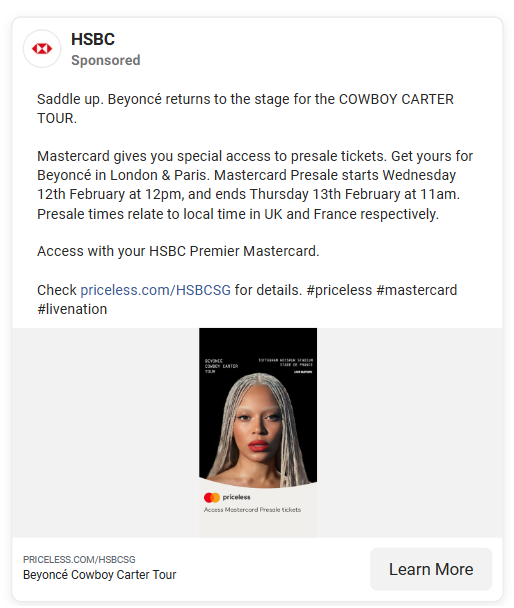 HSBC
Sponsored
Saddle up. Beyoncé returns to the stage for the COWBOY CARTER
TOUR.
Mastercard gives you special access to presale tickets. Get yours for
Beyoncé in London & Paris. Mastercard Presale starts Wednesday
12th February at 12pm, and ends Thursday 13th February at 11am.
Presale times relate to local time in UK and France respectively.
Access with your HSBC Premier Mastercard.
Check priceless.com/HSBCSG for details. #priceless #mastercard
#livenation
BEYONCÉ
COWBOY CARTER
TOUR
TOTTENHAM HOTSPUR STADIUM
STADE DE FRANCE
LIVE NATION
priceless
Access Mastercard Presale tickets
PRICELESS.COM/HSBCSG
Beyoncé Cowboy Carter Tour
Learn More